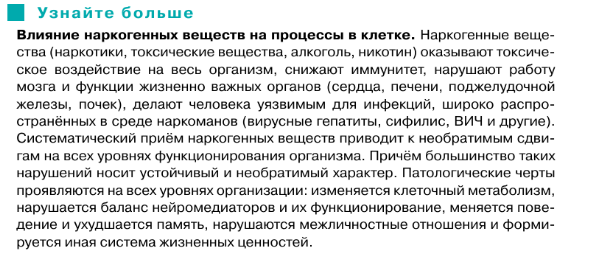 Узнайте больше
Влияние наркогенных веществ на процессы в клетке. Наркогенные веще-
ства (наркотики, токсические вещества, алкоголь, никотин) оказывают токсиче-
ское воздействие на весь организм, снижают иммунитет, нарушают работу
мозга и функции жизненно важных органов (сердца, печени, поджелудочной
железы, почек), делают человека уязвимым для инфекций, широко распро-
странённых в среде наркоманов (вирусные гепатиты, сифилис, ВИЧ и другие).
Систематический приём наркогенных веществ приводит к необратимым сдви-
гам на всех уровнях функционирования организма. Причём большинство таких
нарушений носит устойчивый и необратимый характер. Патологические черты
проявляются на всех уровнях организации: изменяется клеточный метаболизм,
нарушается баланс нейромедиаторов и их функционирование, меняется пове-
дение и ухудшается память, нарушаются межличностные отношения и форми-
руется иная система жизненных ценностей.